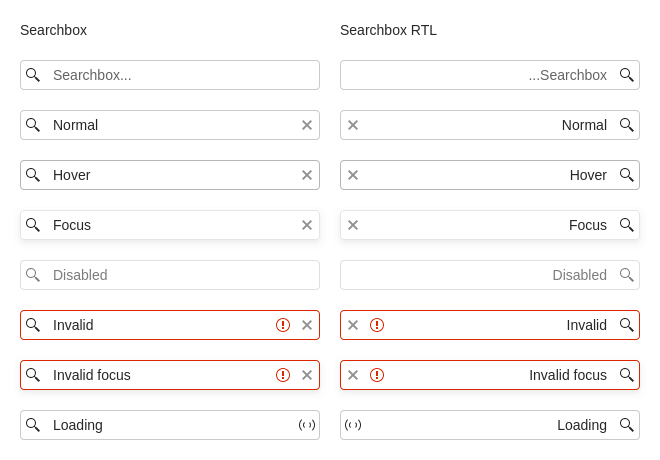 Searchbox
Searchbox...
Normal
Hover
Focus
Disabled
Invalid
Invalid focus
Loading
Searchbox RTL
...Searchbox
Normal
Hover
Focus
Disabled
Invalid
Invalid focus
Loading